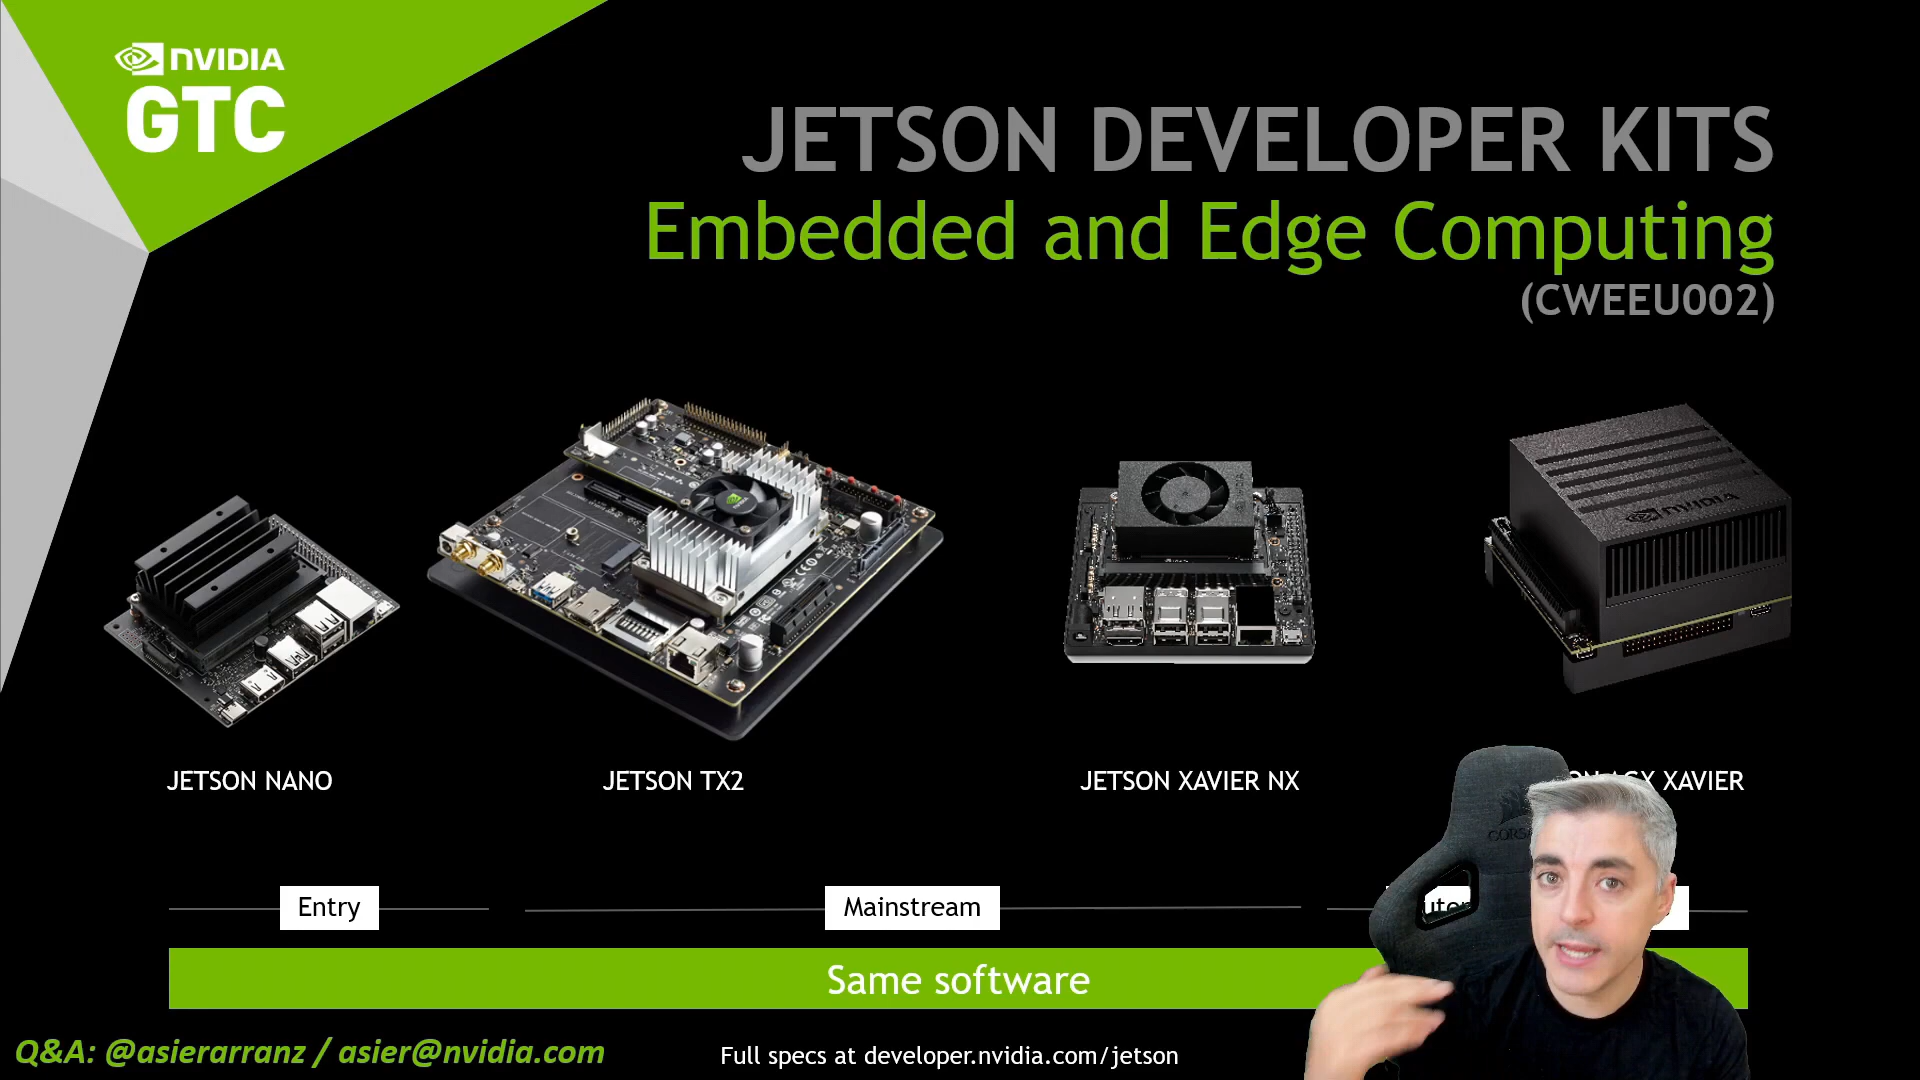 NVIDIA
GTC
JETSON DEVELOPER KITS
Embedded and Edge Computing
(CWEEU002)
NVIDIA
JETSON NANO
JETSON TX2
JETSON XAVIER NX
XAVIER
Entry
Mainstream
Same software
Q&A: @asierarranz / asier@nvidia.com
Full specs at developer.nvidia.com/jetson